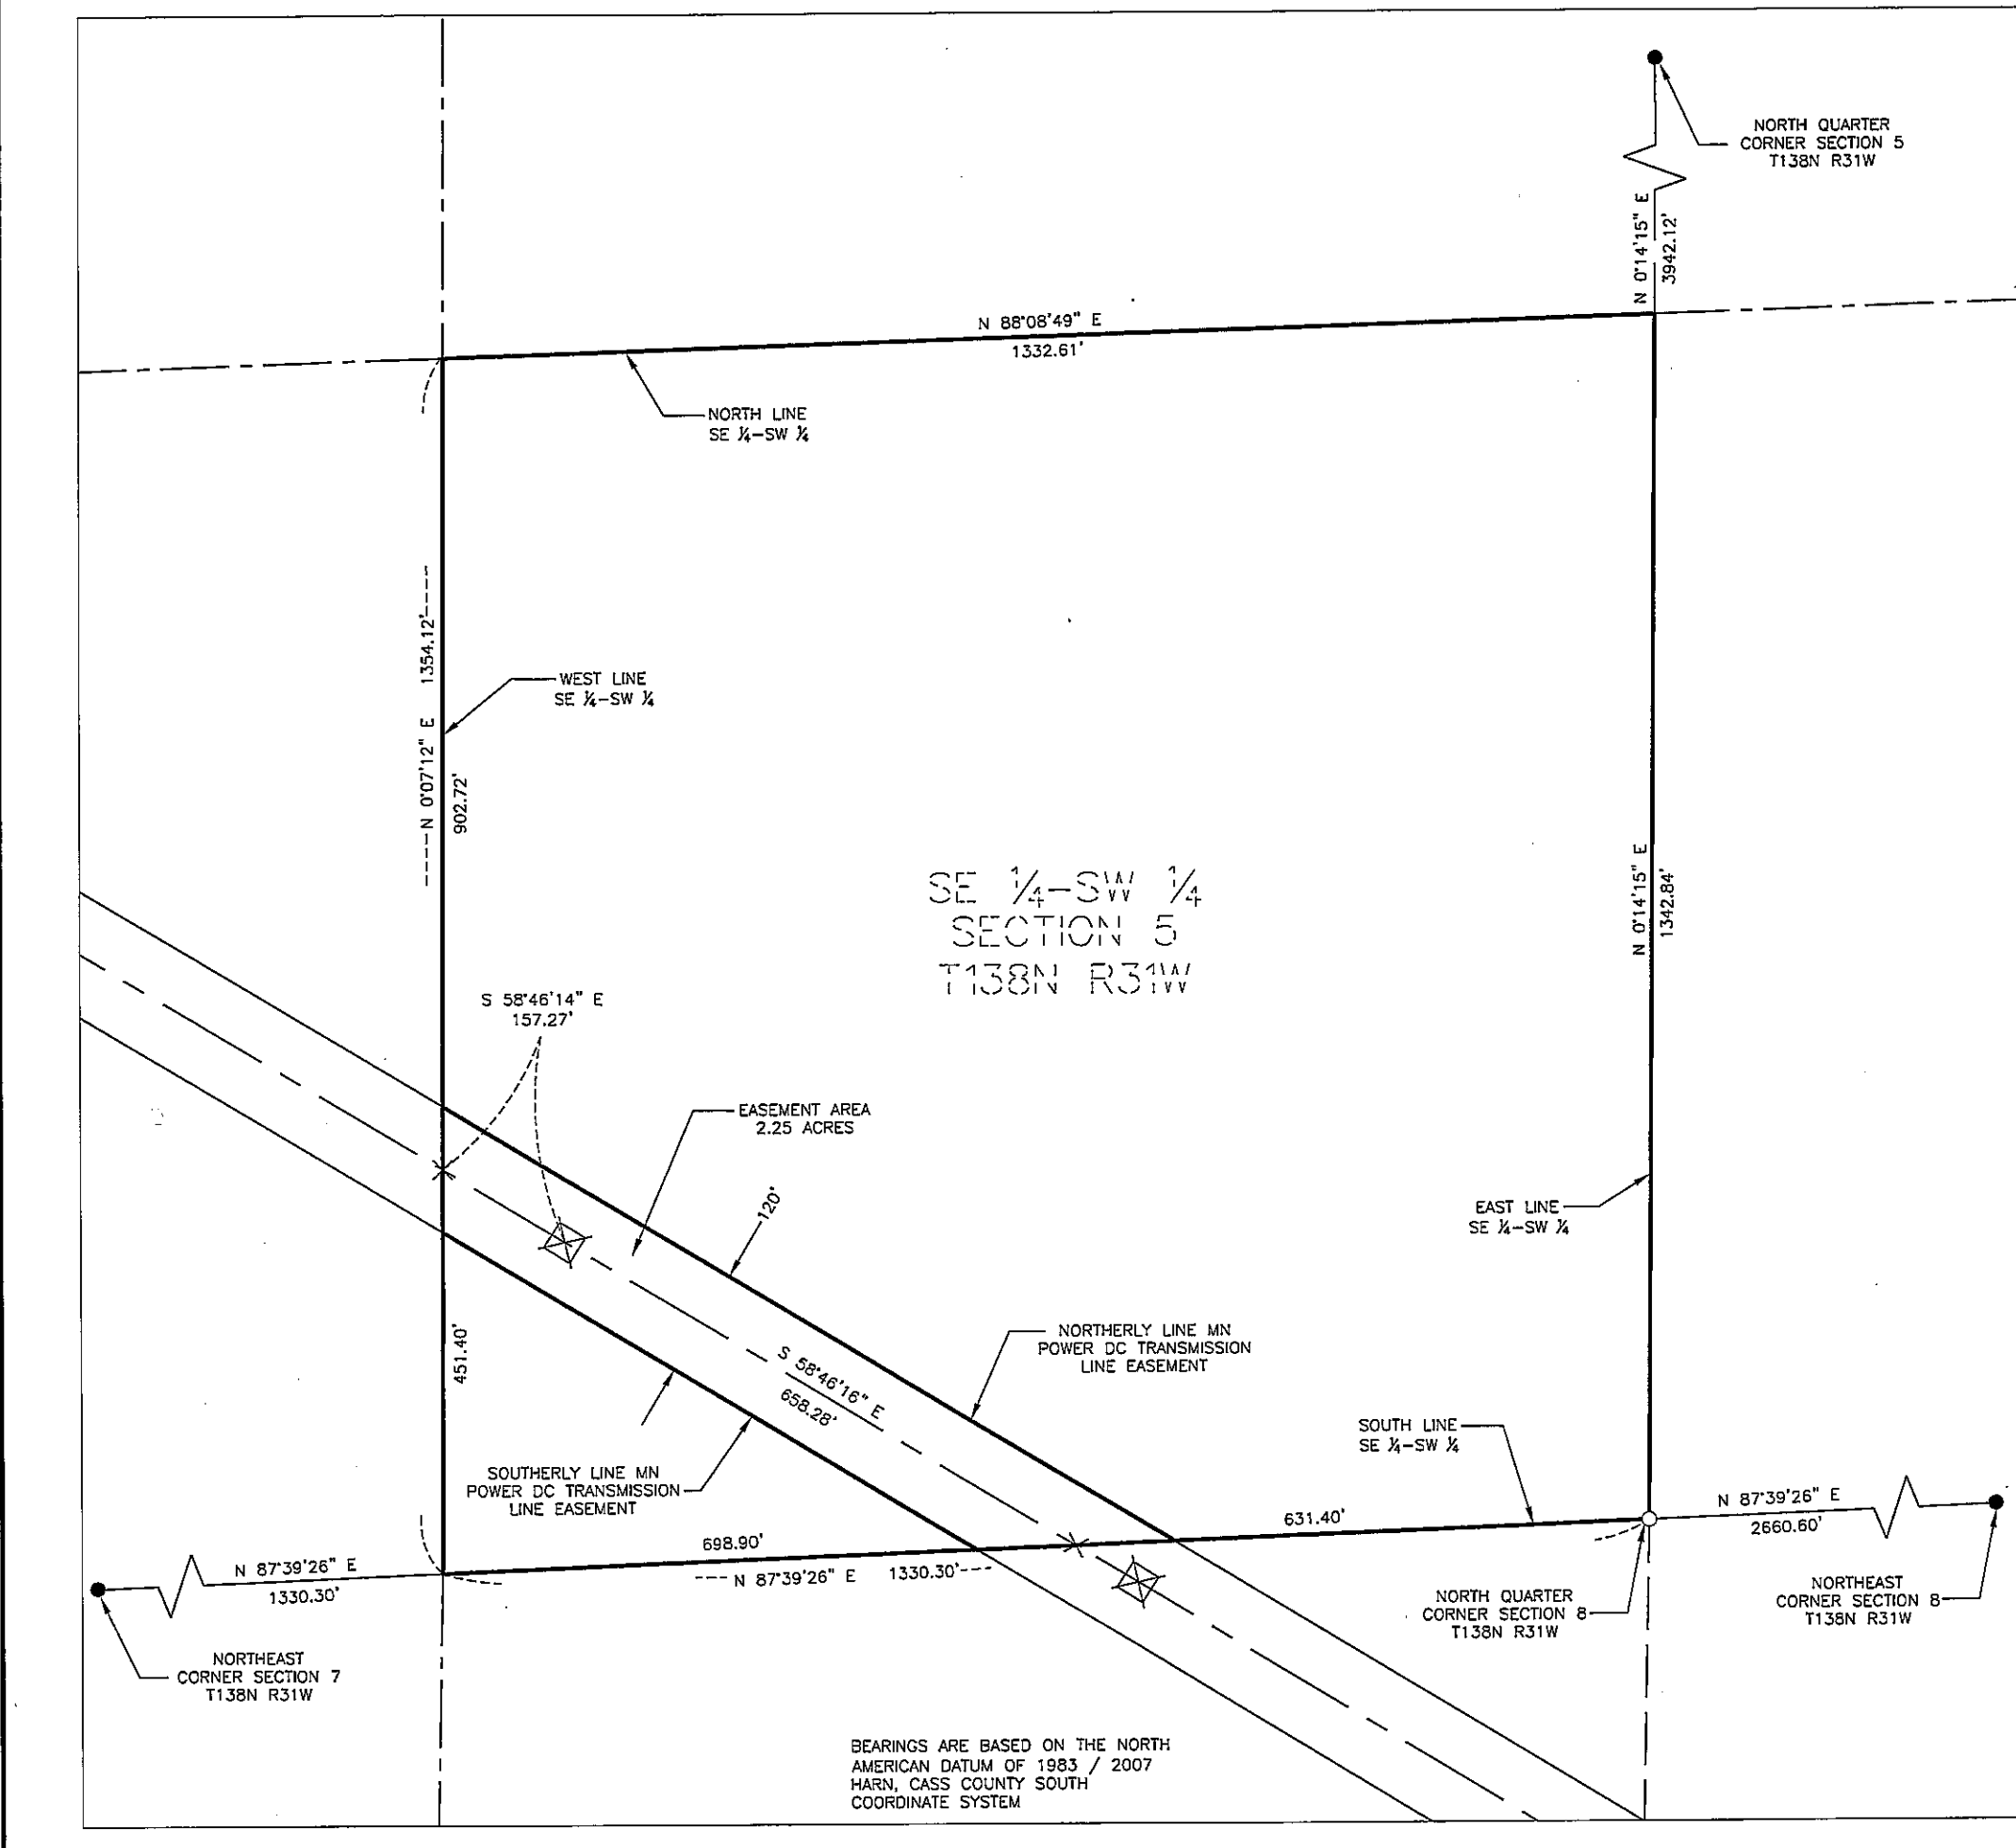 NORTH QUARTER
CORNER SECTION 5
T138N R31W
N 0°14'15" E
3942.12'
N 88°08'49" E
1332.61'
NORTH LINE
SE ¼-SW ¼
N 0°07'12" E 1354.12'
WEST LINE
SE ¼-SW ¼
902.72'
SE ¼-SW ¼
SECTION 5
T138N R31W
N 0°14'15" E
1342.84'
S 58°46'14" E
157.27'
EASEMENT AREA
2.25 ACRES
120'
EAST LINE
SE ¼-SW ¼
451.40'
S 58°46'16" E
658.28'
NORTHERLY LINE MN
POWER DC TRANSMISSION
LINE EASEMENT
SOUTHERLY LINE MN
POWER DC TRANSMISSION
LINE EASEMENT
SOUTH LINE
SE ¼-SW ¼
698.90'
631.40'
N 87°39'26" E 1330.30'
N 87°39'26" E
1330.30'
N 87°39'26" E
2660.60'
NORTHEAST
CORNER SECTION 7
T138N R31W
NORTH QUARTER
CORNER SECTION 8
T138N R31W
NORTHEAST
CORNER SECTION 8
T138N R31W
BEARINGS ARE BASED ON THE NORTH
AMERICAN DATUM OF 1983 / 2007
HARN, CASS COUNTY SOUTH
COORDINATE SYSTEM